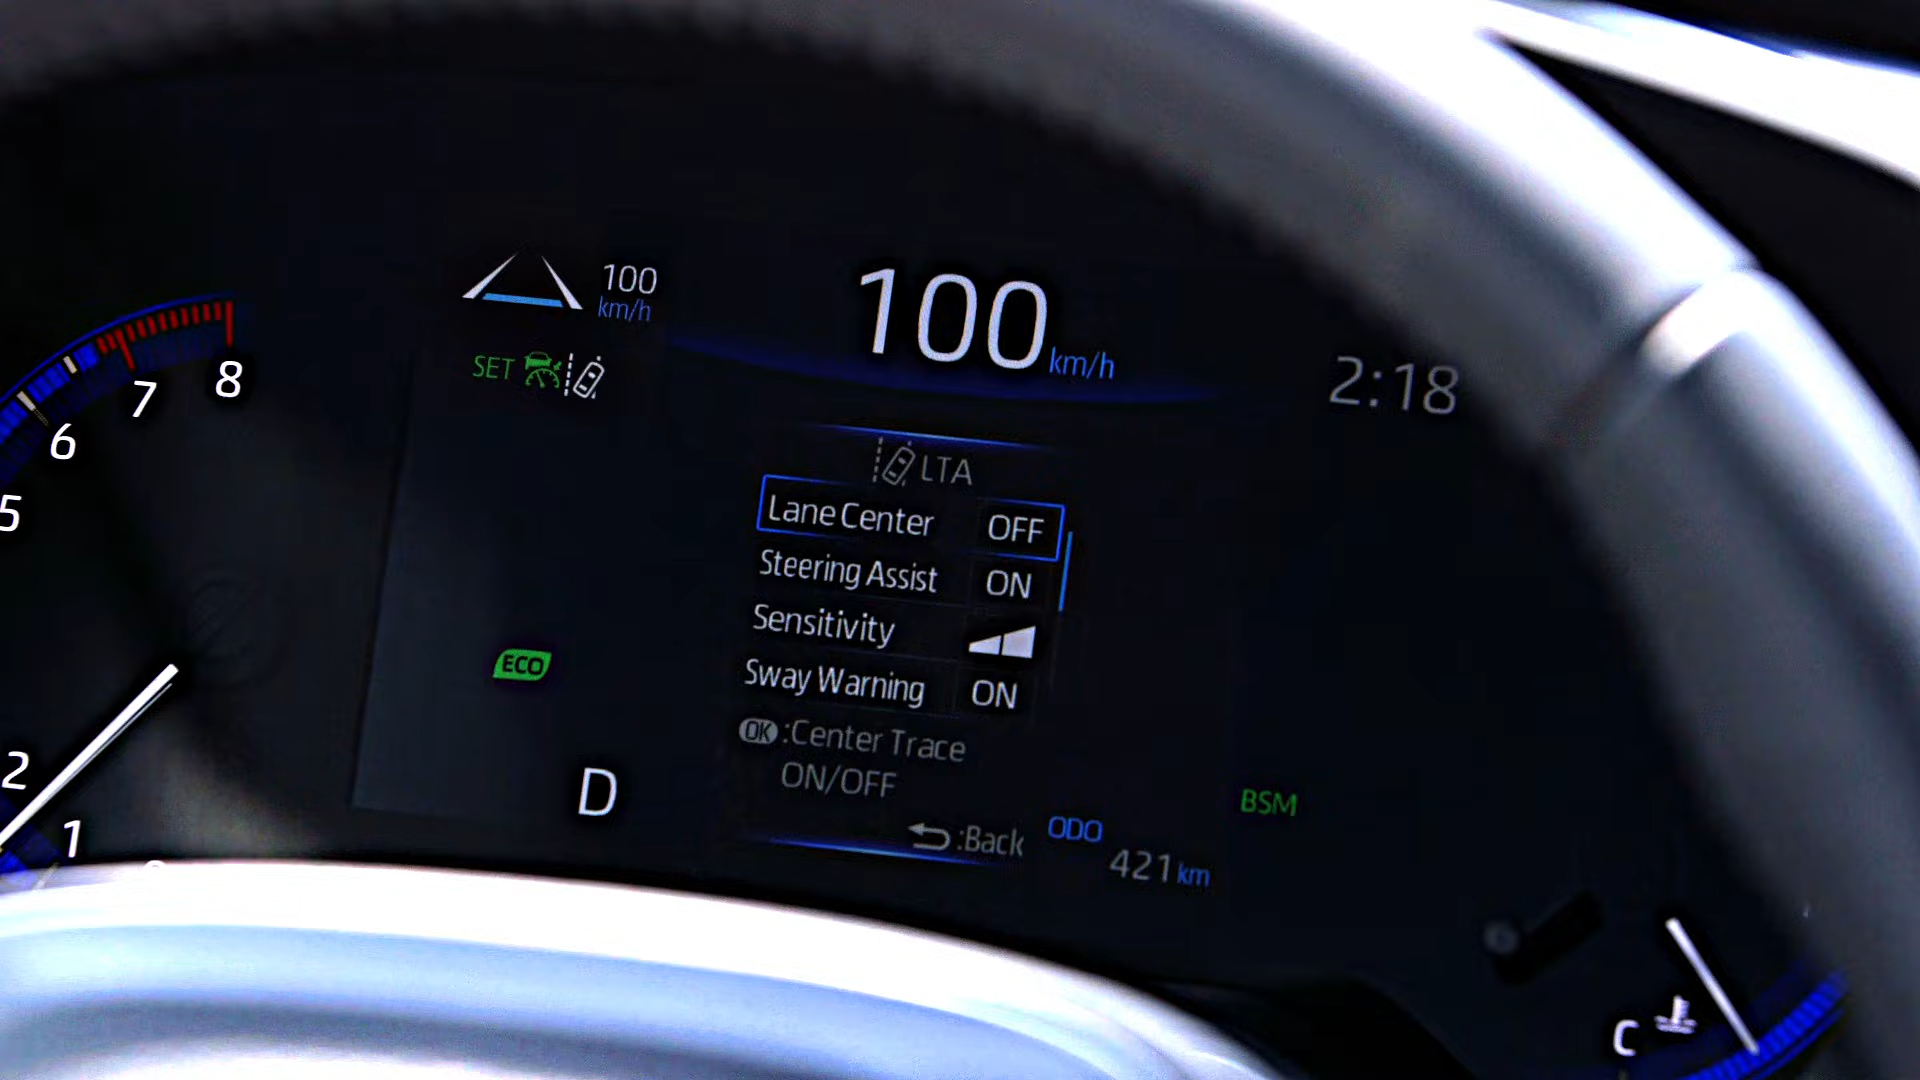 100
km/h
100 km/h
SET
2:18
8
7
6
5
2
1
LTA
Lane Center OFF
Steering Assist ON
Sensitivity
Sway Warning ON
OK :Center Trace
ON/OFF
:Back
ECO
D
ODO
421 km
BSM
C